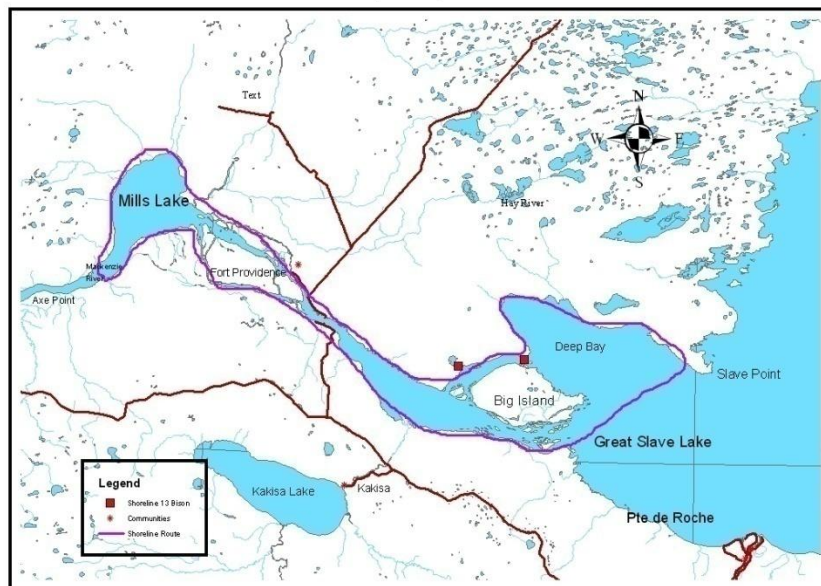 Text
N
W E
S
Mills Lake
Hay River
Mackenzie
River
Fort Providence
Axe Point
Deep Bay
Slave Point
Big Island
Great Slave Lake
Kakisa Lake
Kakisa
Pte de Roche
Legend
Shoreline 13 Bison
Communities
Shoreline Route